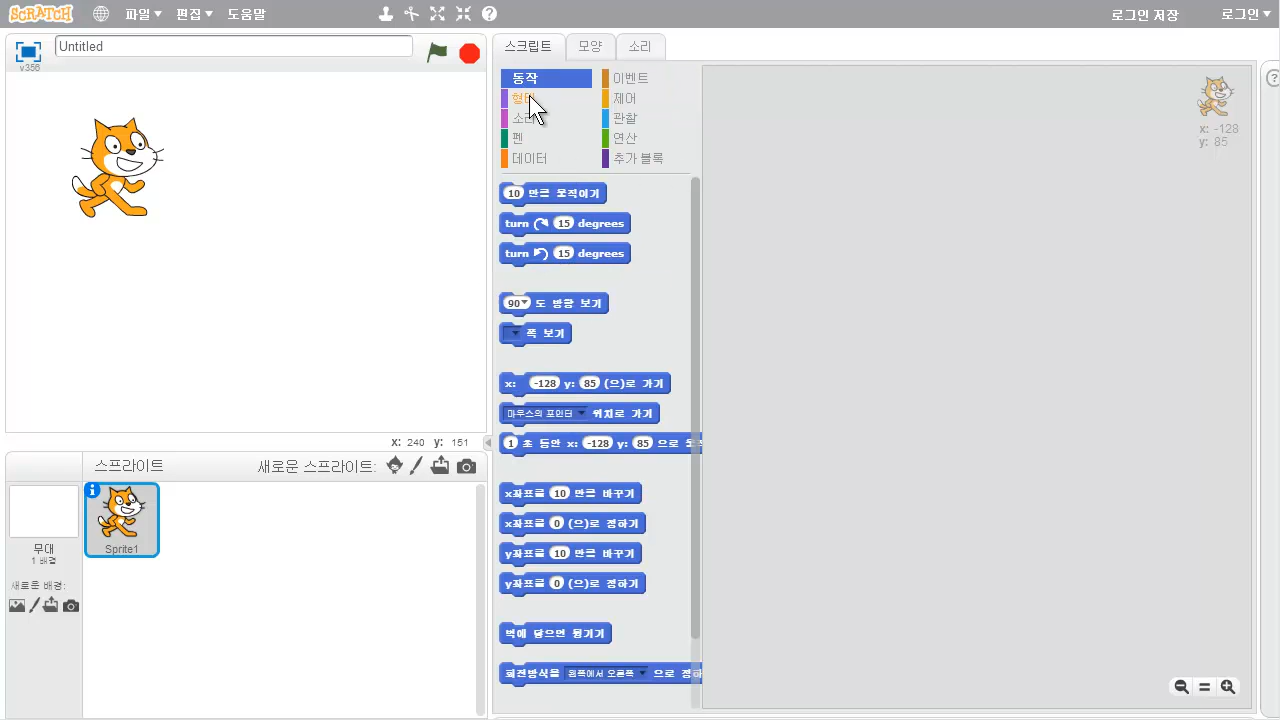 SCRATCH 파일 편집 도움말 로그인 저장 로그인
Untitled
v356
스크립트 모양 소리
동작 이벤트
제어
관찰
펜 연산
데이터 추가 블록
x: -128
y: 85
10 만큼 움직이기
turn 15 degrees
turn 15 degrees
90 도 방향 보기
쪽 보기
x: -128 y: 85 (으)로 가기
마우스의 포인터 위치로 가기
1 초 동안 x: -128 y: 85 으로
x좌표를 10 만큼 바꾸기
x좌표를 0 (으)로 정하기
y좌표를 10 만큼 바꾸기
y좌표를 0 (으)로 정하기
벽에 닿으면 튕기기
회전방식을 왼쪽에서 오른쪽 으로
x: 240 y: 151
스프라이트 새로운 스프라이트:
무대
1 배경
새로운 배경:
Sprite1